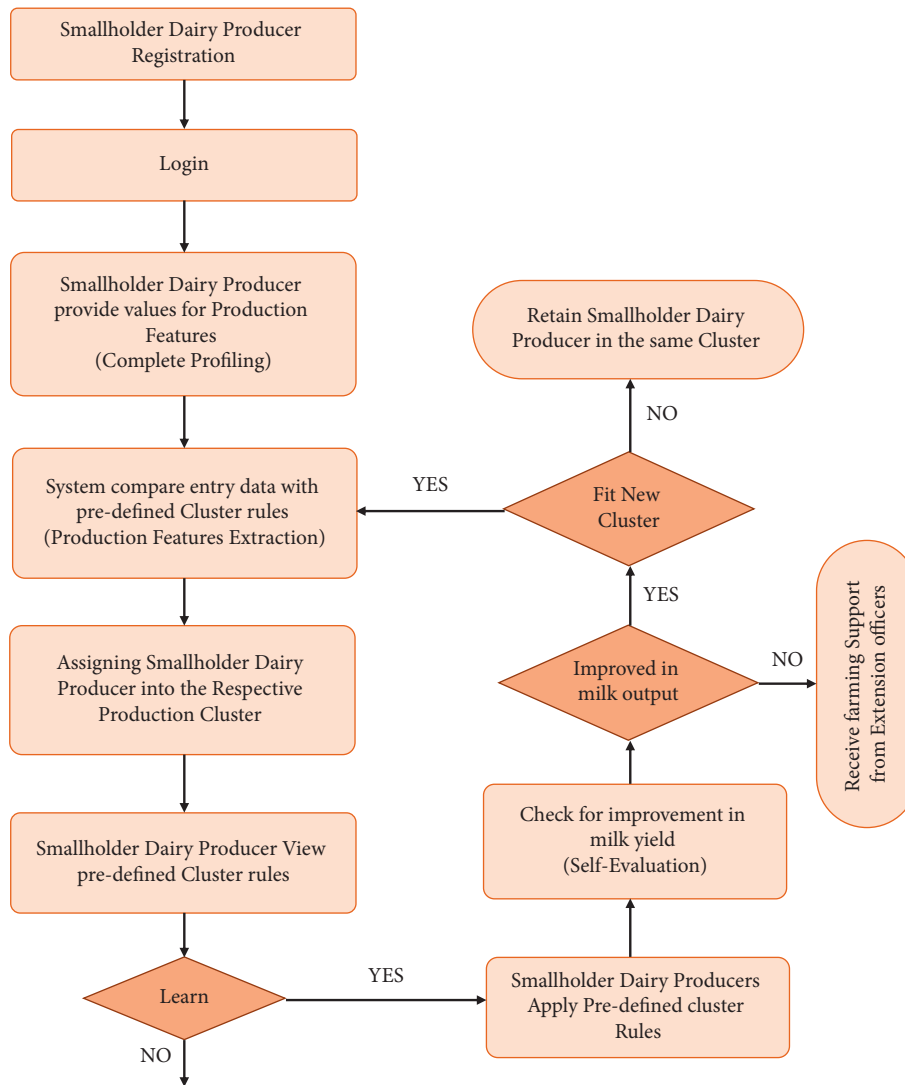 Smallholder Dairy Producer
Registration
Login
Smallholder Dairy Producer
provide values for Production
Features
(Complete Profiling)
System compare entry data with
pre-defined Cluster rules
(Production Features Extraction)
Assigning Smallholder Dairy
Producer into the Respective
Production Cluster
Smallholder Dairy Producer View
pre-defined Cluster rules
Learn
NO
YES
Smallholder Dairy Producers
Apply Pre-defined cluster
Rules
Check for improvement in
milk yield
(Self-Evaluation)
Improved in
milk output
NO
Receive farming Support
from Extension officers
YES
Fit New
Cluster
YES
NO
Retain Smallholder Dairy
Producer in the same Cluster